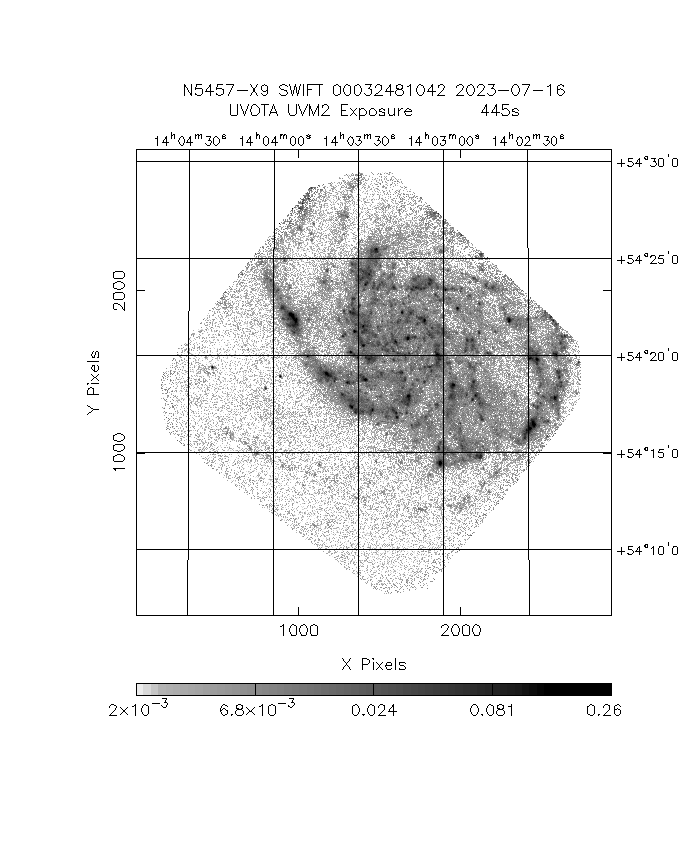 N5457-X9 SWIFT 00032481042 2023-07-16
UVOTA UVM2 Exposure 445s
14ʰ04ᵐ30ˢ 14ʰ04ᵐ00ˢ 14ʰ03ᵐ30ˢ 14ʰ03ᵐ00ˢ 14ʰ02ᵐ30ˢ
+54°30'0
+54°25'0
2000
+54°20'0
Y Pixels
1000
+54°15'0
+54°10'0
1000 2000
X Pixels
2×10⁻³ 6.8×10⁻³ 0.024 0.081 0.26